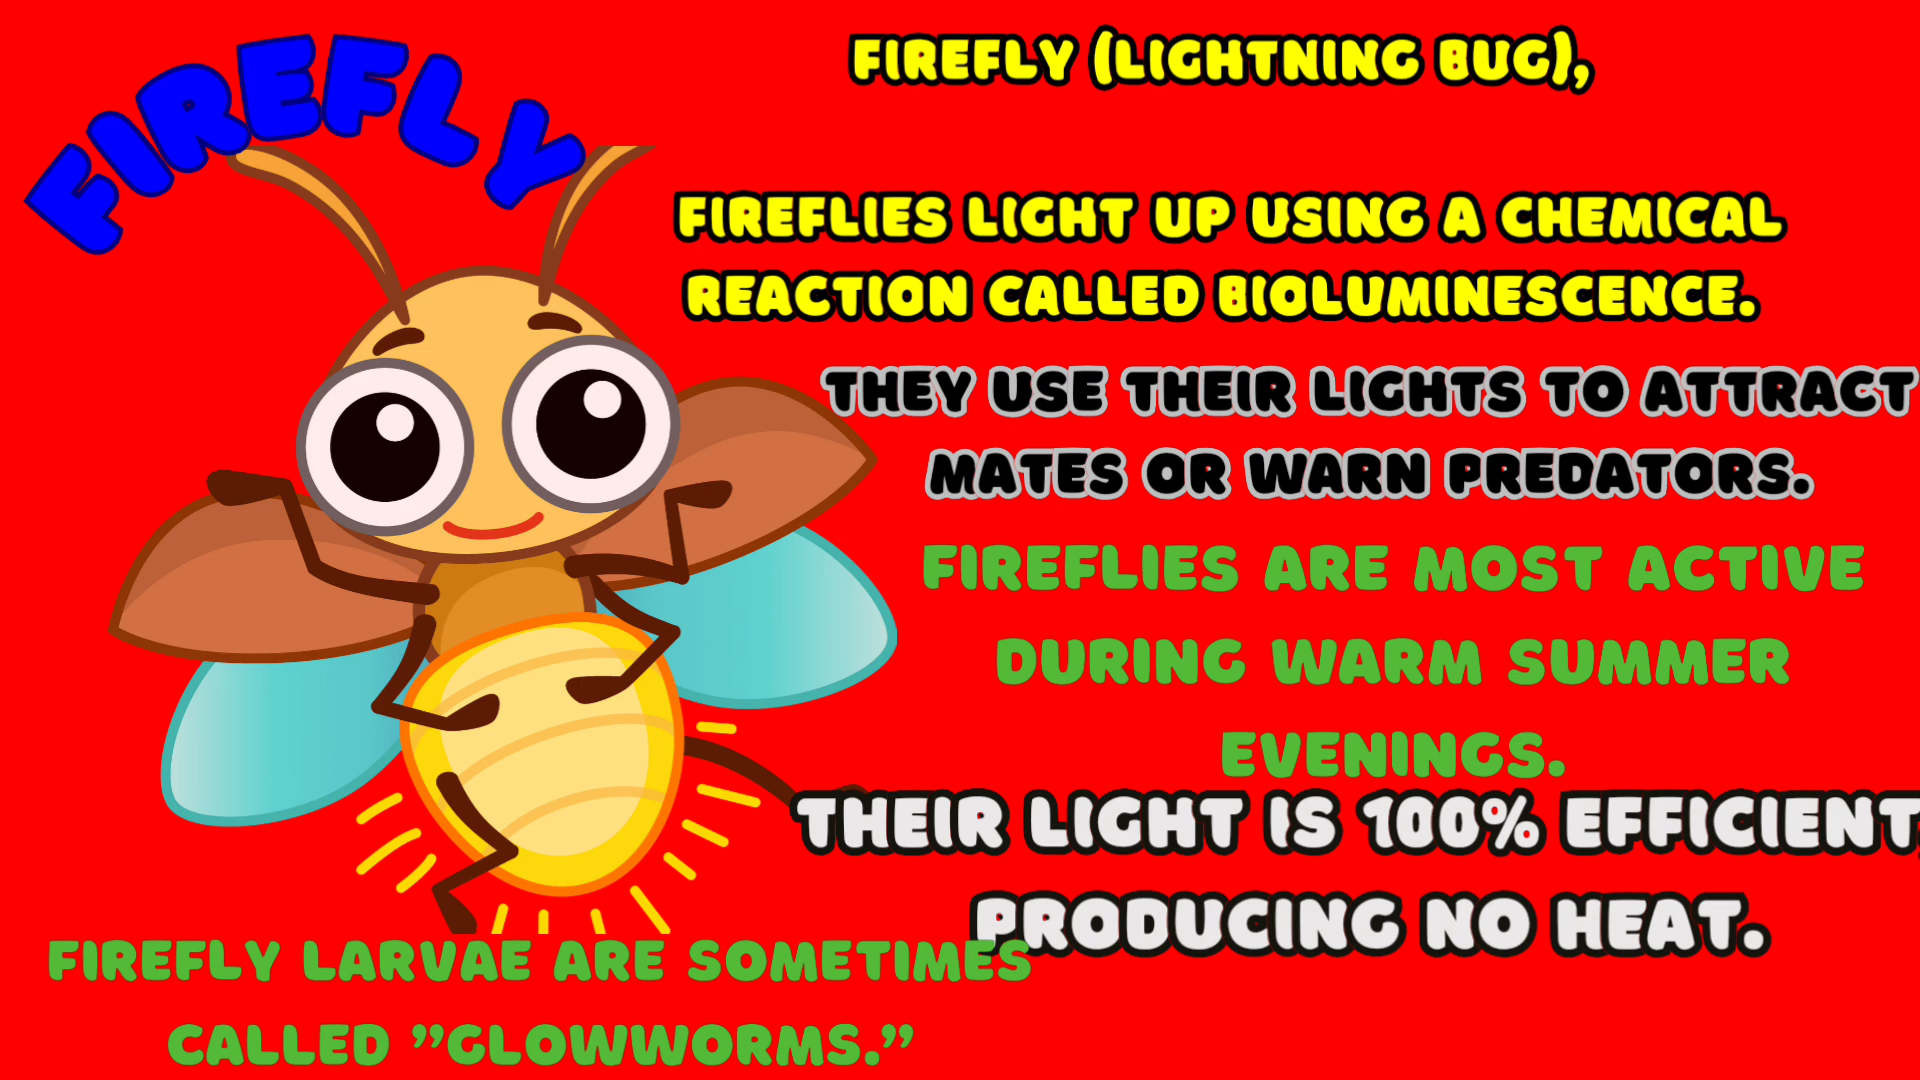 FIREFLY
FIREFLY (LIGHTNING BUG),
FIREFLIES LIGHT UP USING A CHEMICAL
REACTION CALLED BIOLUMINESCENCE.
THEY USE THEIR LIGHTS TO ATTRACT
MATES OR WARN PREDATORS.
FIREFLIES ARE MOST ACTIVE
DURING WARM SUMMER
EVENINGS.
THEIR LIGHT IS 100% EFFICIENT,
PRODUCING NO HEAT.
FIREFLY LARVAE ARE SOMETIMES
CALLED ”GLOWWORMS.”